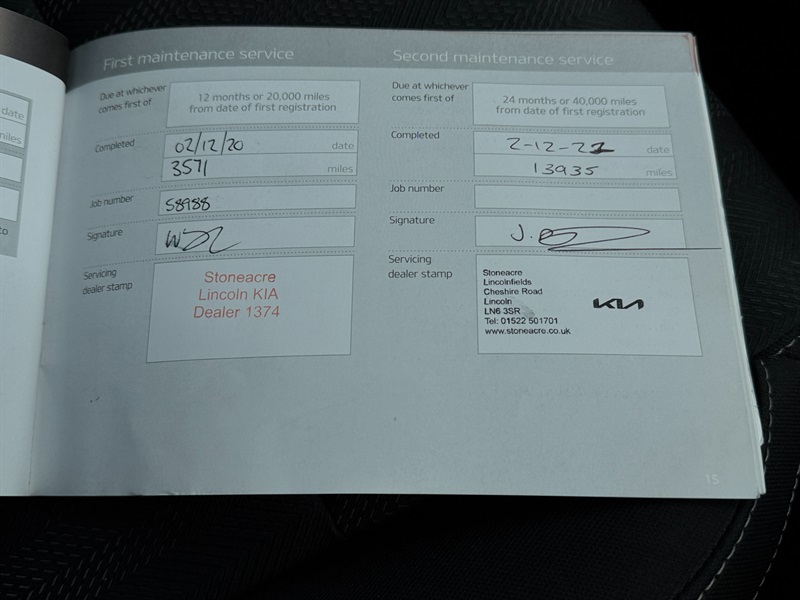 date
miles
to
First maintenance service
Due at whichever
comes first of
12 months or 20,000 miles
from date of first registration
Completed
02/12/20 date
3571 miles
Job number
58988
Signature
Servicing
dealer stamp
Stoneacre
Lincoln KIA
Dealer 1374
Second maintenance service
Due at whichever
comes first of
24 months or 40,000 miles
from date of first registration
Completed
date
13935 miles
Job number
Signature
J.
Servicing
dealer stamp
Stoneacre
Lincolnfields
Cheshire Road
Lincoln
LN6 3SR
Tel: 01522 501701
www.stoneacre.co.uk
KIA
15